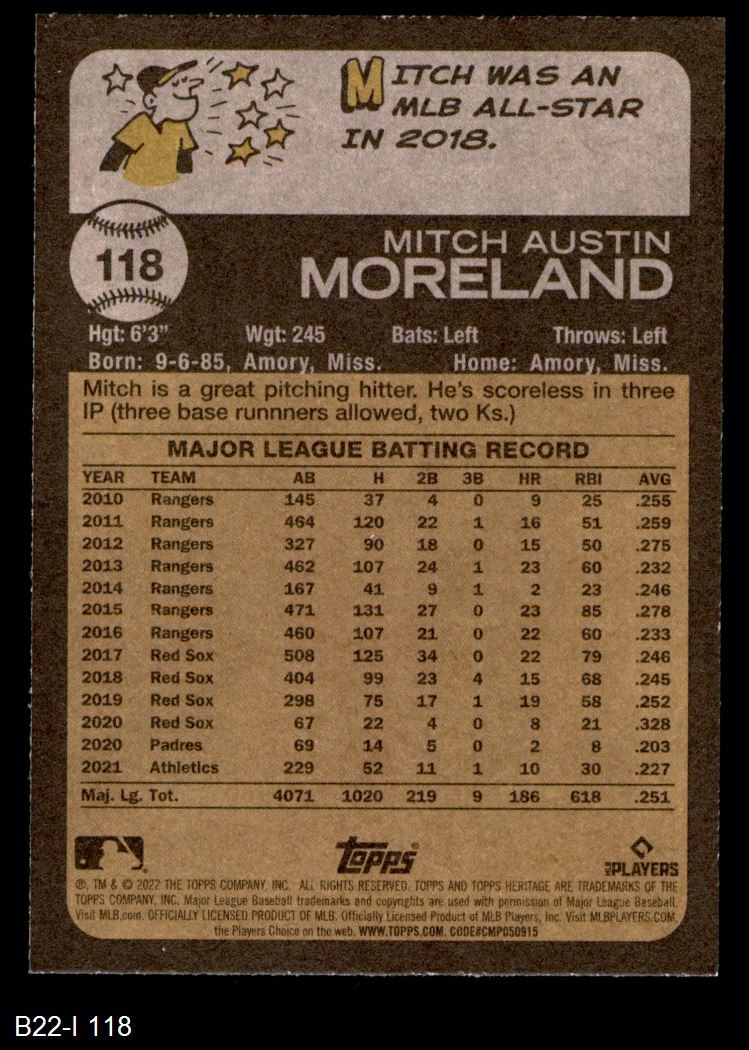 MITCH WAS AN
MLB ALL-STAR
IN 2018.
118
MITCH AUSTIN
MORELAND
Hgt: 6'3" Wgt: 245 Bats: Left Throws: Left
Born: 9-6-85, Amory, Miss. Home: Amory, Miss.
Mitch is a great pitching hitter. He's scoreless in three
IP (three base runnners allowed, two Ks.)
MAJOR LEAGUE BATTING RECORD
YEAR TEAM AB H 2B 3B HR RBI AVG
2010 Rangers 145 37 4 0 9 25 .255
2011 Rangers 464 120 22 1 16 51 .259
2012 Rangers 327 90 18 0 15 50 .275
2013 Rangers 462 107 24 1 23 60 .232
2014 Rangers 167 41 9 1 2 23 .246
2015 Rangers 471 131 27 0 23 85 .278
2016 Rangers 460 107 21 0 22 60 .233
2017 Red Sox 508 125 34 0 22 79 .246
2018 Red Sox 404 99 23 4 15 68 .245
2019 Red Sox 298 75 17 1 19 58 .252
2020 Red Sox 67 22 4 0 8 21 .328
2020 Padres 69 14 5 0 2 8 .203
2021 Athletics 229 52 11 1 10 30 .227
Maj. Lg. Tot. 4071 1020 219 9 186 618 .251
Topps
MLB PLAYERS
®, TM & © 2022 THE TOPPS COMPANY, INC. ALL RIGHTS RESERVED. TOPPS AND TOPPS HERITAGE ARE TRADEMARKS OF THE
TOPPS COMPANY, INC. Major League Baseball trademarks and copyrights are used with permission of Major League Baseball.
Visit MLB.com. OFFICIALLY LICENSED PRODUCT OF MLB. Officially Licensed Product of MLB Players, Inc. Visit MLBPLAYERS.COM,
the Players Choice on the web. WWW.TOPPS.COM. CODE#CMP050915
B22-I 118